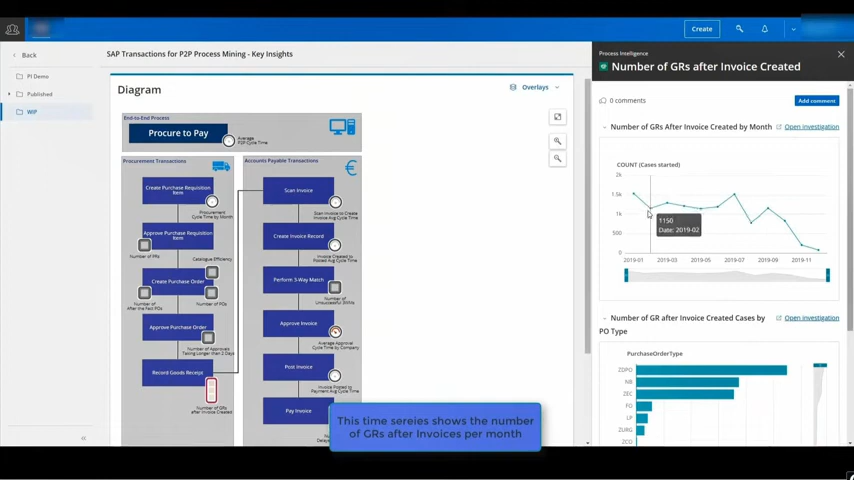 Create
Back
SAP Transactions for P2P Process Mining - Key Insights
PI Demo
Published
WIP
Diagram
Overlays
End-to-End Process
Procure to Pay
Average
P2P Cycle Time
Procurement Transactions
Accounts Payable Transactions
Create Purchase Requisition
Item
Procurement
Cycle Time by Month
Approve Purchase
Requisition Item
Number of PRs
Catalogue Efficiency
Create Purchase Order
Number of POs
After the Fact POs
Approve Purchase Order
Number of Approvals
Taking Longer than 2 Days
Record Goods Receipt
Number of GRs
after Invoice Created
Scan Invoice
Scan Invoice to Create
Invoice Avg Cycle Time
Create Invoice Record
Invoice Created to
Posted Avg Cycle Time
Perform 3-Way Match
Number of
Unsuccessful 3WMs
Approve Invoice
Average Approval
Cycle Time by Company
Post Invoice
Invoice Posted to
Payment Avg Cycle Time
Pay Invoice
This time sereies shows the number
of GRs after Invoices per month
Process Intelligence
Number of GRs after Invoice Created
0 comments
Add comment
Number of GRs After Invoice Created by Month
Open investigation
COUNT (Cases started)
2k
1.5k
1k
500
0
1150
Date: 2019-02
2019-01 2019-03 2019-05 2019-07 2019-09 2019-11
Number of GR after Invoice Created Cases by
PO Type
Open investigation
PurchaseOrderType
ZDPO
NB
ZEC
FO
LP
ZURG
ZCO